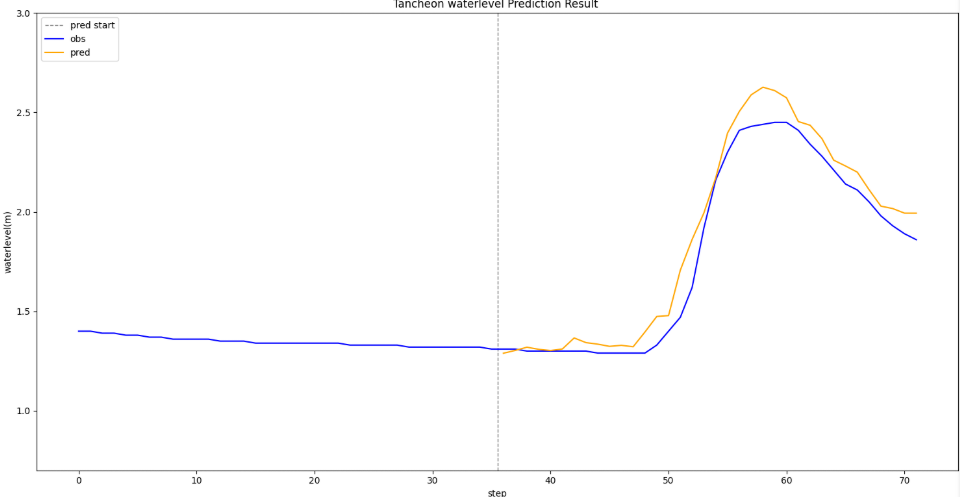 Tancheon waterlevel Prediction Result
3.0
2.5
2.0
1.5
1.0
waterlevel(m)
pred start
obs
pred
0 10 20 30 40 50 60 70
step